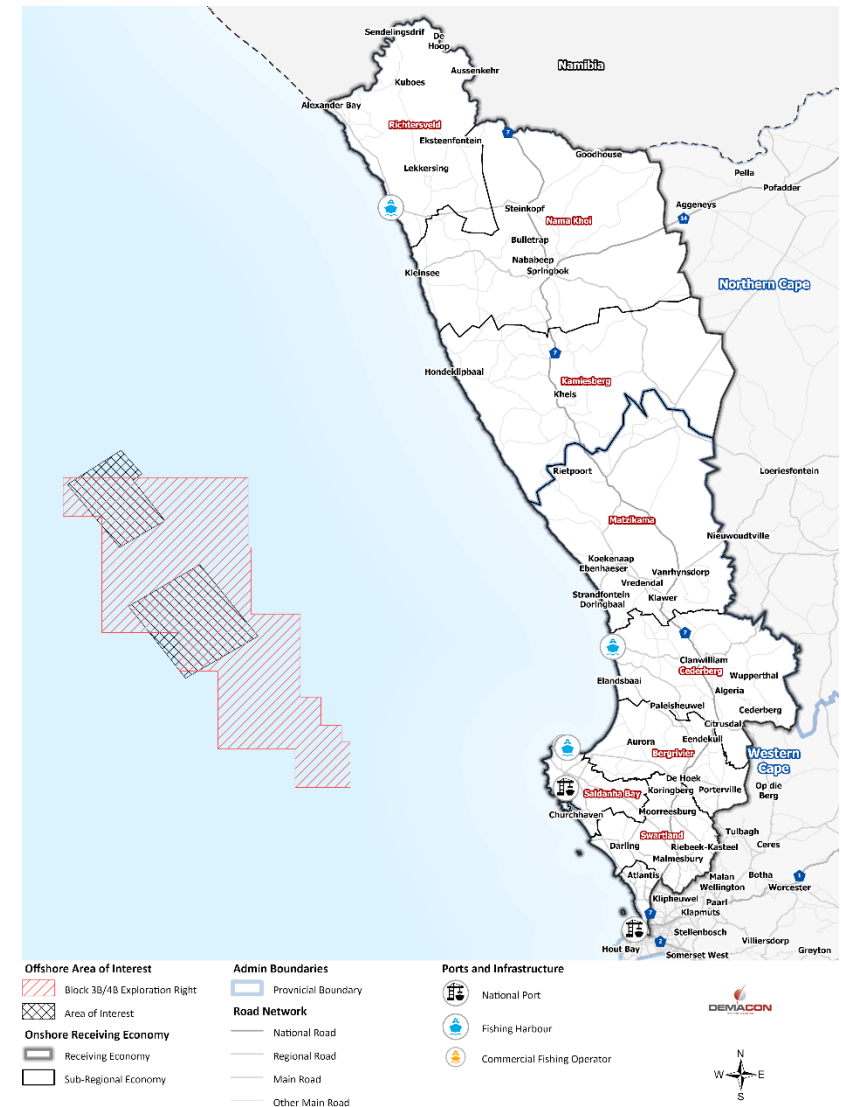 Sendelingsdrif
De
Hoop
Namibia
Aussenkehr
Kuboes
Alexander Bay
Richtersveld
7
Eksteenfontein
Goodhouse
Lekkersing
Pella
Pofadder
Aggeneys
14
Steinkopf
Nama Khoi
Bulletrap
Nababeep
Springbok
Kleinsee
Northern Cape
7
Hondeklipbaai
Kamiesberg
Kheis
Rietpoort
Loeriesfontein
Matzikama
Nieuwoudtville
Koekenaap
Ebenhaeser
Vanrhynsdorp
Vredendal
Strandfontein
Klawer
Doringbaai
7
Clanwilliam
Cederberg
Wupperthal
Elandsbaai
Algeria
Paleisheuwel
Cederberg
Citrusdal
Aurora
Eendekuil
Bergrivier
Western
Cape
De Hoek
Saldanha Bay
Koringberg
Porterville
Op die
Berg
Churchhaven
Moorreesburg
Swartland
Tulbagh
Darling
Riebeek-Kasteel
Ceres
Malmesbury
Atlantis
Malan
Botha
1
Wellington
Worcester
Klipheuwel
Paarl
Klapmuts
7
Stellenbosch
Villiersdorp
2
Hout Bay
Somerset West
Greyton
Offshore Area of Interest
Block 3B/4B Exploration Right
Area of Interest
Onshore Receiving Economy
Receiving Economy
Sub-Regional Economy
Admin Boundaries
Provnicial Boundary
Road Network
National Road
Regional Road
Main Road
Other Main Road
Ports and Infrastructure
National Port
Fishing Harbour
Commercial Fishing Operator
DEMACON
N
W E
S